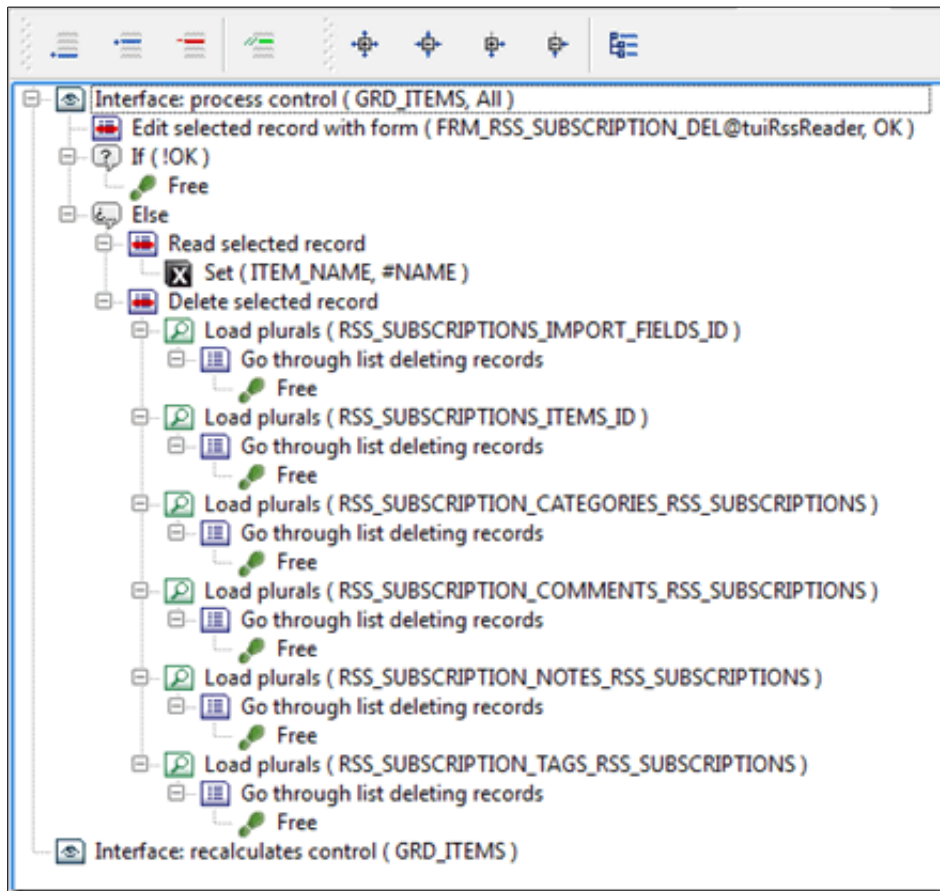 Interface: process control ( GRD_ITEMS, All )
Edit selected record with form ( FRM_RSS_SUBSCRIPTION_DEL@tuiRssReader, OK )
If ( !OK )
Free
Else
Read selected record
Set ( ITEM_NAME, #NAME )
Delete selected record
Load plurals ( RSS_SUBSCRIPTIONS_IMPORT_FIELDS_ID )
Go through list deleting records
Free
Load plurals ( RSS_SUBSCRIPTIONS_ITEMS_ID )
Go through list deleting records
Free
Load plurals ( RSS_SUBSCRIPTION_CATEGORIES_RSS_SUBSCRIPTIONS )
Go through list deleting records
Free
Load plurals ( RSS_SUBSCRIPTION_COMMENTS_RSS_SUBSCRIPTIONS )
Go through list deleting records
Free
Load plurals ( RSS_SUBSCRIPTION_NOTES_RSS_SUBSCRIPTIONS )
Go through list deleting records
Free
Load plurals ( RSS_SUBSCRIPTION_TAGS_RSS_SUBSCRIPTIONS )
Go through list deleting records
Free
Interface: recalculates control ( GRD_ITEMS )